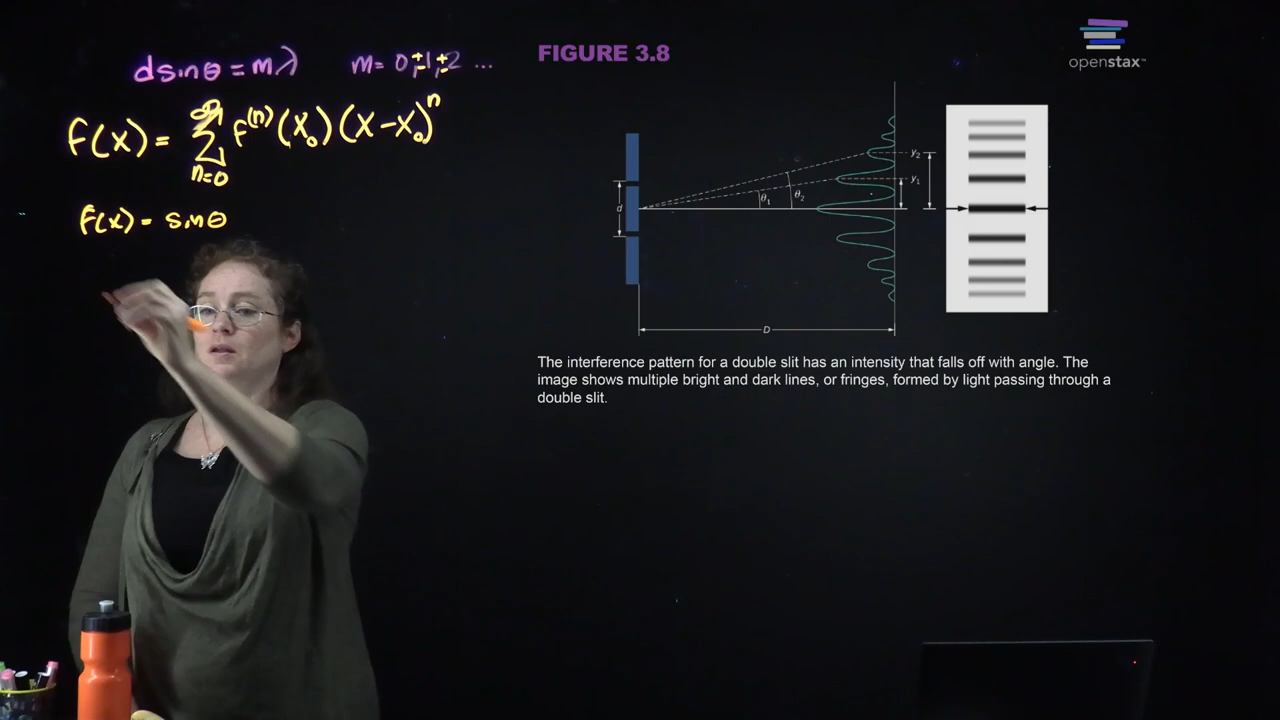 d sinθ = mλ    m = 0, ±1, ±2 ...
f(x) = ∞ Σ n=0 f⁽ⁿ⁾(x₀)(x-x₀)ⁿ
f(x) = sinθ
FIGURE 3.8
openstax™
y₂
y₁
θ₁
θ₂
d
D
The interference pattern for a double slit has an intensity that falls off with angle. The
image shows multiple bright and dark lines, or fringes, formed by light passing through a
double slit.